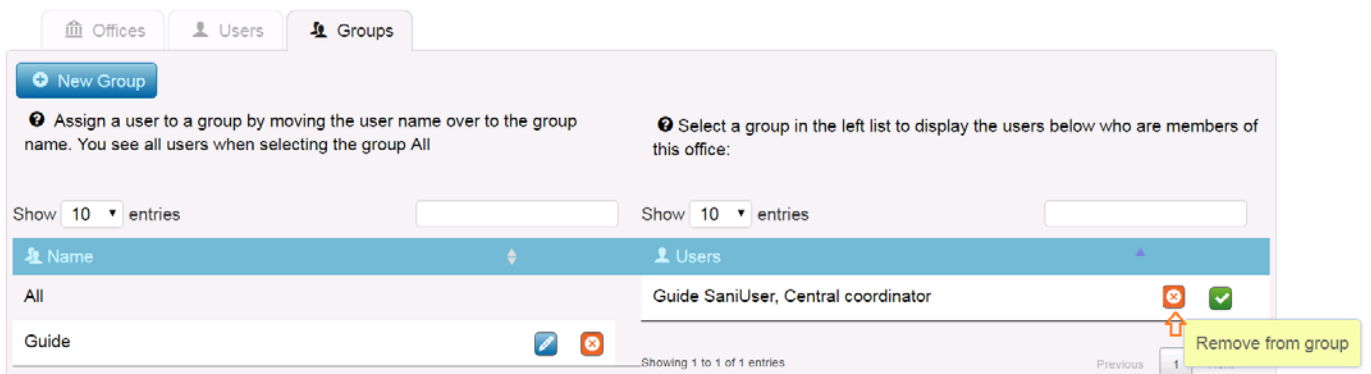 Offices Users Groups
New Group
Assign a user to a group by moving the user name over to the group
name. You see all users when selecting the group All
Select a group in the left list to display the users below who are members of
this office:
Show 10 entries
Show 10 entries
Name
Users
All
Guide SaniUser, Central coordinator
Guide
Remove from group
Showing 1 to 1 of 1 entries
Previous 1